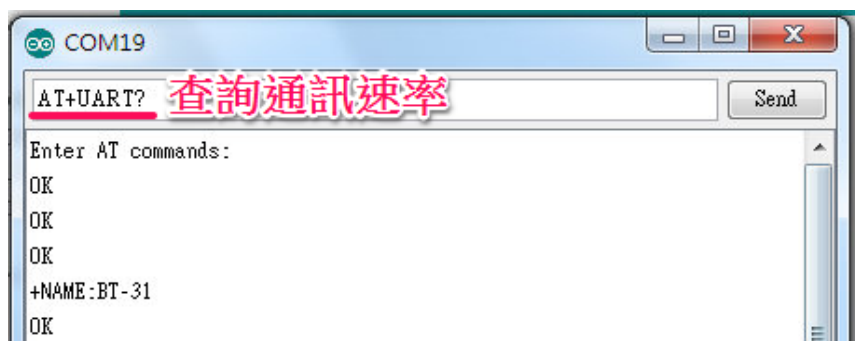 COM19
AT+UART? 查詢通訊速率 Send
Enter AT commands:
OK
OK
OK
+NAME:BT-31
OK